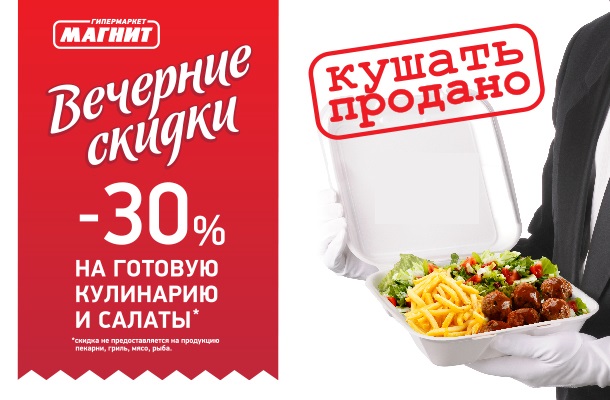 ГИПЕРМАРКЕТ
МАГНИТ
Вечерние
скидки
-30%
НА ГОТОВУЮ
КУЛИНАРИЮ
И САЛАТЫ*
*скидка не предоставляется на продукцию
пекарни, гриль, мясо, рыба.
кушать
продано